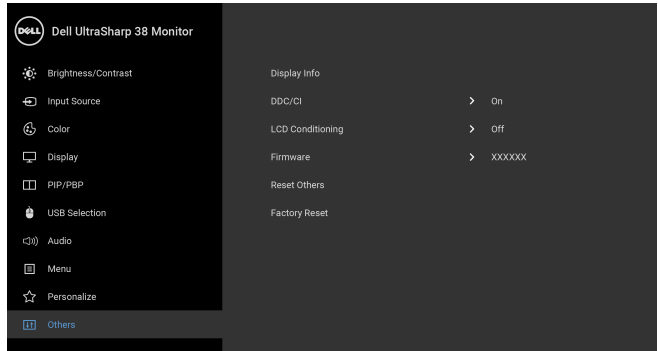 DELL Dell UltraSharp 38 Monitor
Brightness/Contrast
Input Source
Color
Display
PIP/PBP
USB Selection
Audio
Menu
Personalize
Others
Display Info
DDC/CI > On
LCD Conditioning > Off
Firmware > XXXXXX
Reset Others
Factory Reset